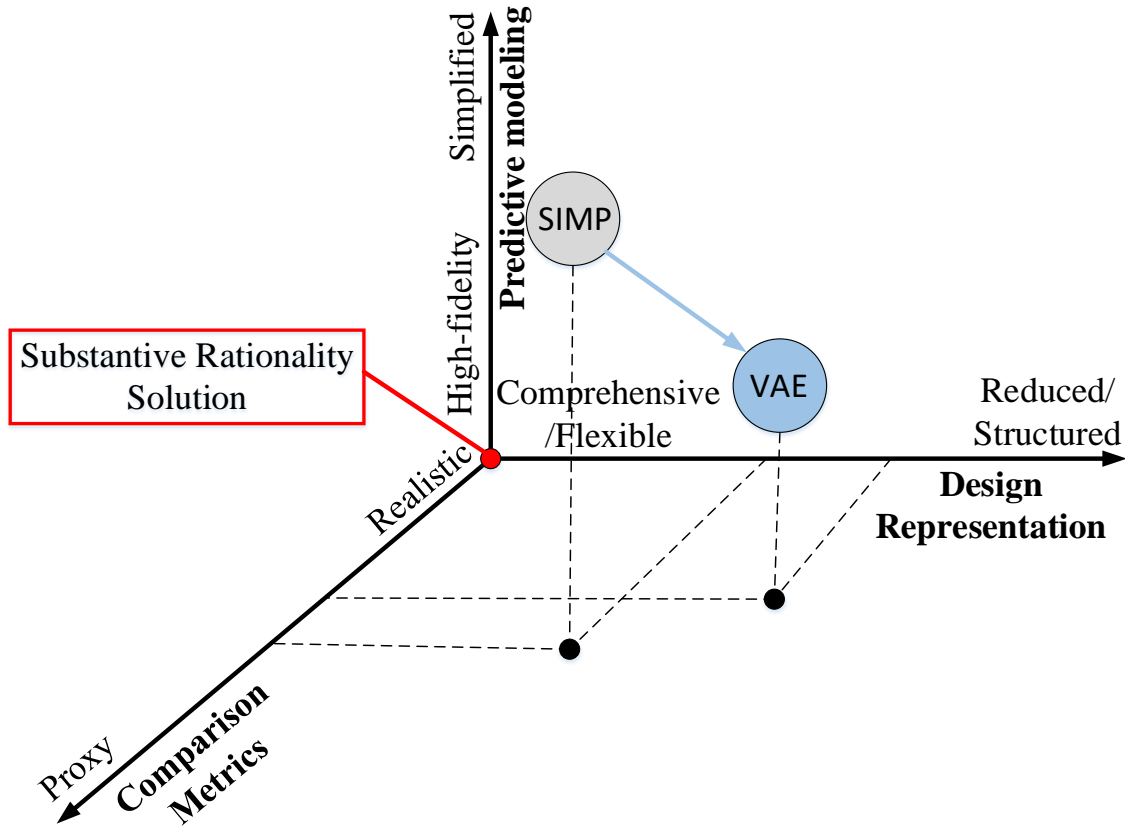 Simplified
Predictive modeling
High-fidelity
SIMP
VAE
Substantive Rationality
Solution
Comprehensive
/Flexible
Reduced/
Structured
Design
Representation
Realistic
Proxy
Comparison
Metrics